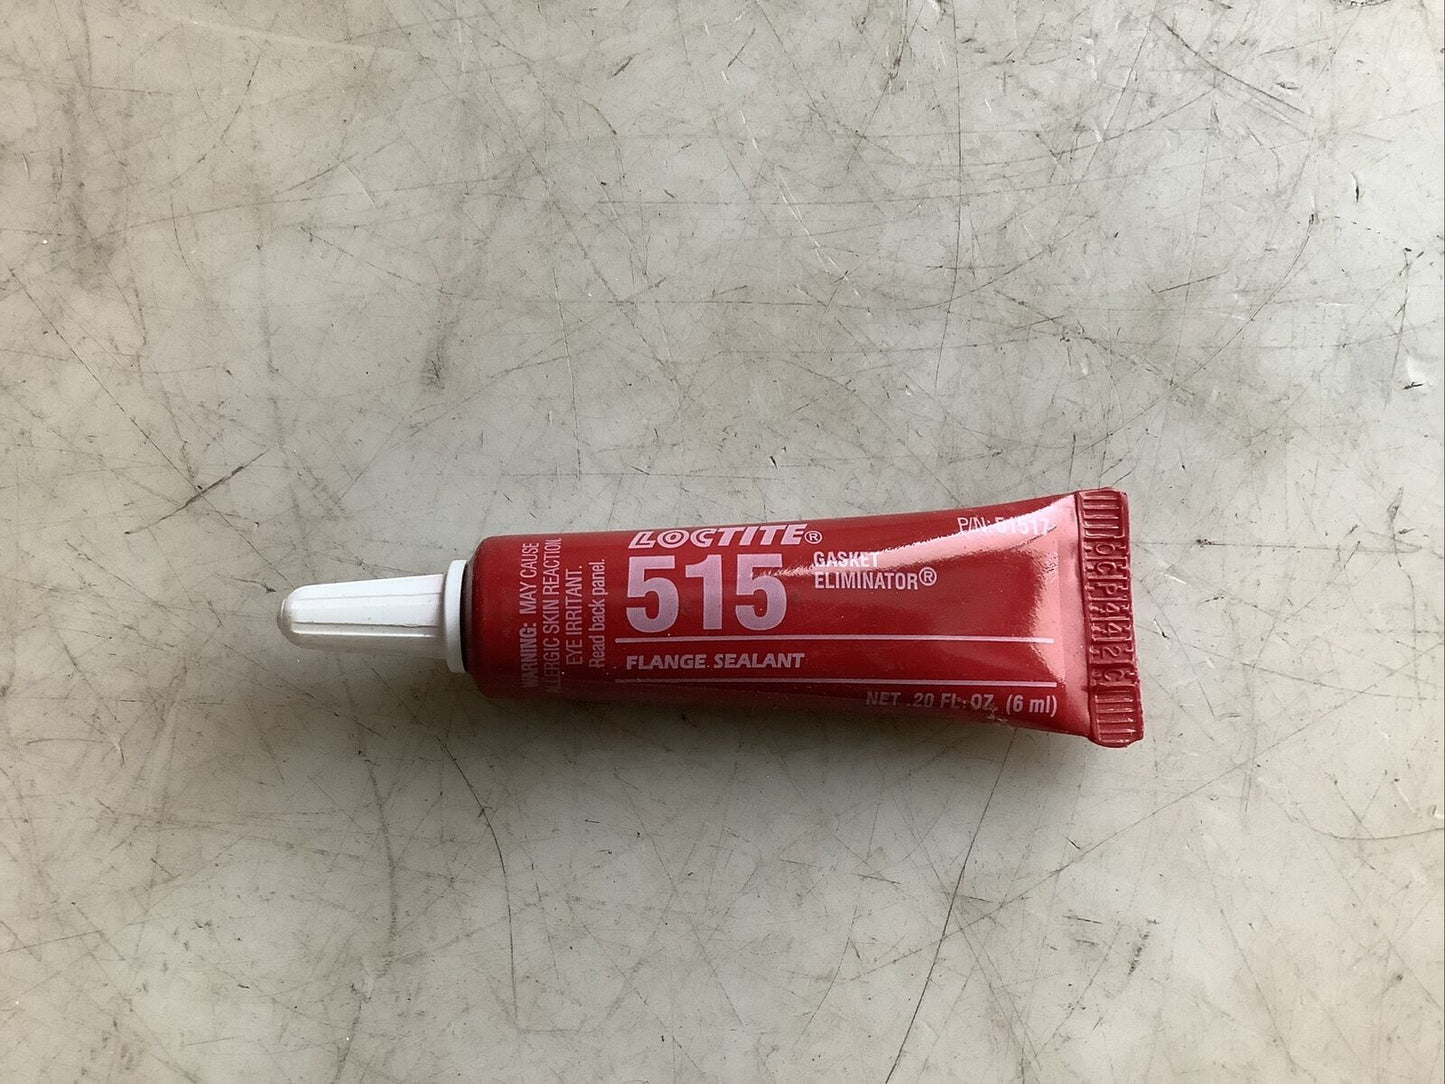 LOCTITE®
515 GASKET
ELIMINATOR®
FLANGE SEALANT
NET .20 FL. OZ. (6 ml)
P/N: 51517
WARNING: MAY CAUSE
ALLERGIC SKIN REACTION.
EYE IRRITANT.
Read back panel.